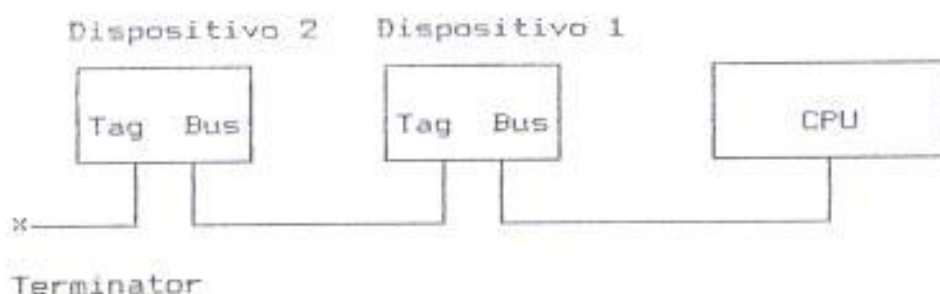 Dispositivo 2 Dispositivo 1
Tag Bus Tag Bus CPU
x
Terminator